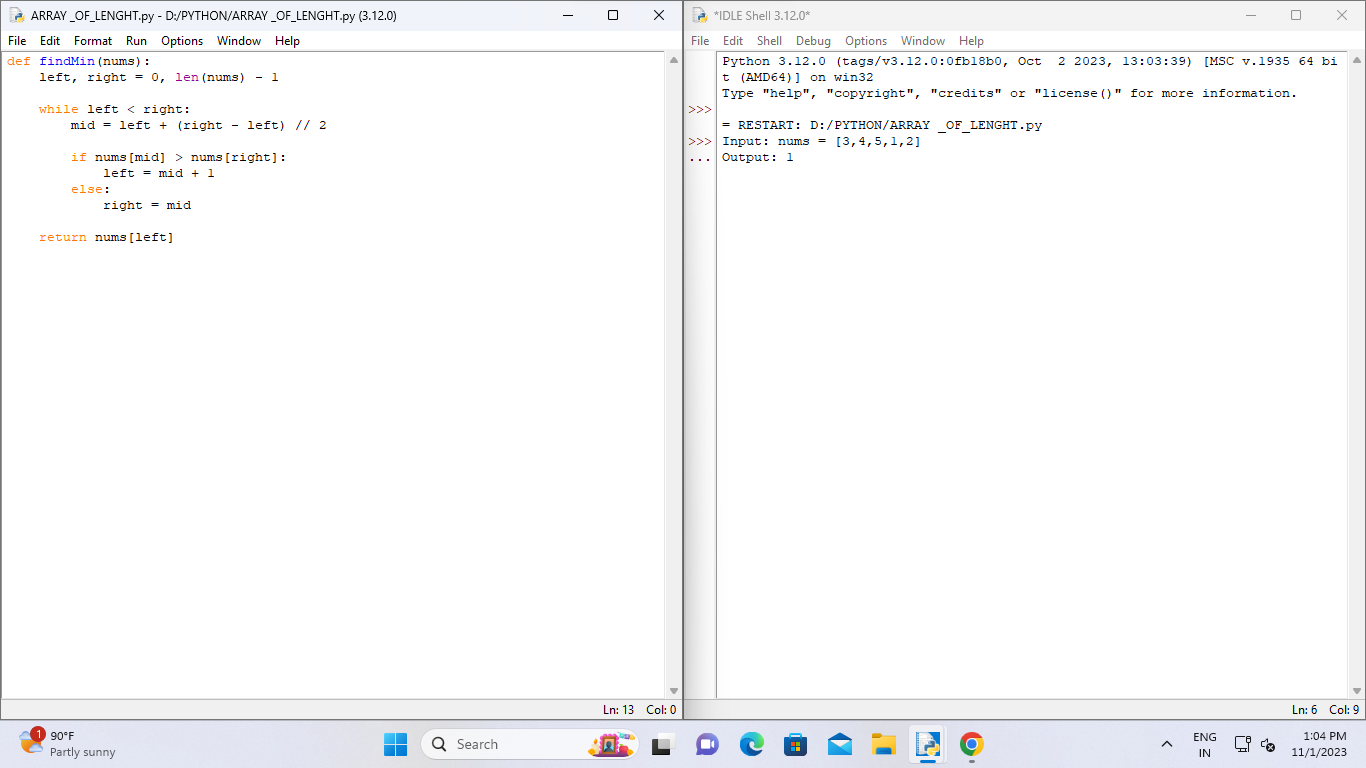 ARRAY _OF_LENGHT.py - D:/PYTHON/ARRAY _OF_LENGHT.py (3.12.0)
File Edit Format Run Options Window Help
def findMin(nums):
    left, right = 0, len(nums) - 1
    while left < right:
        mid = left + (right - left) // 2
        if nums[mid] > nums[right]:
            left = mid + 1
        else:
            right = mid
    return nums[left]
Ln: 13 Col: 0
*IDLE Shell 3.12.0*
File Edit Shell Debug Options Window Help
Python 3.12.0 (tags/v3.12.0:0fb18b0, Oct  2 2023, 13:03:39) [MSC v.1935 64 bi
t (AMD64)] on win32
Type "help", "copyright", "credits" or "license()" for more information.
>>>
= RESTART: D:/PYTHON/ARRAY _OF_LENGHT.py
>>> Input: nums = [3,4,5,1,2]
... Output: 1
Ln: 6 Col: 9
1
90°F
Partly sunny
Search
ENG
IN
1:04 PM
11/1/2023